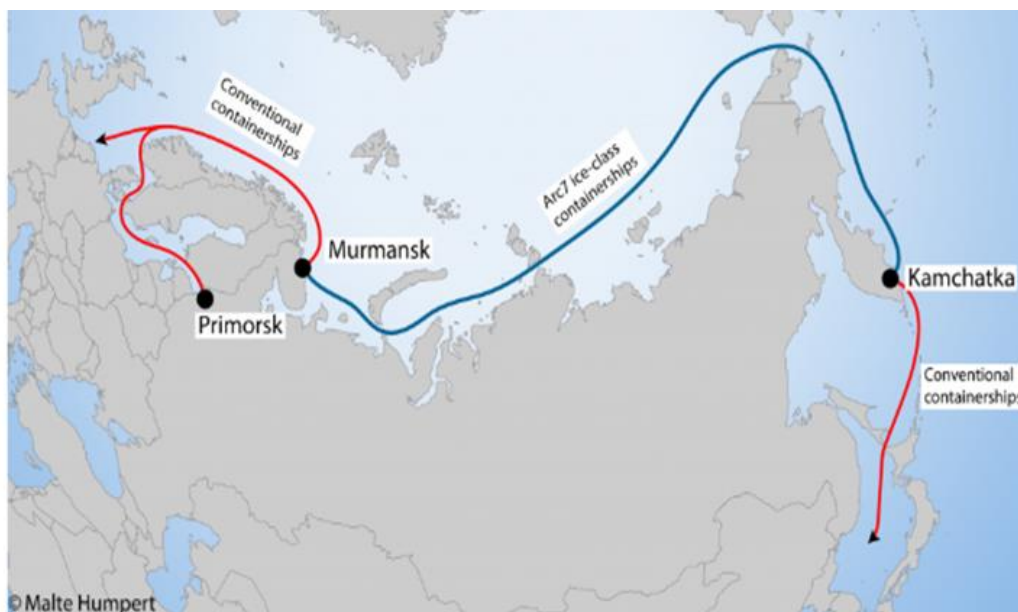 Conventional
containerships
Arc7 ice-class
containerships
Murmansk
Kamchatka
Primorsk
Conventional
containerships
© Malte Humpert